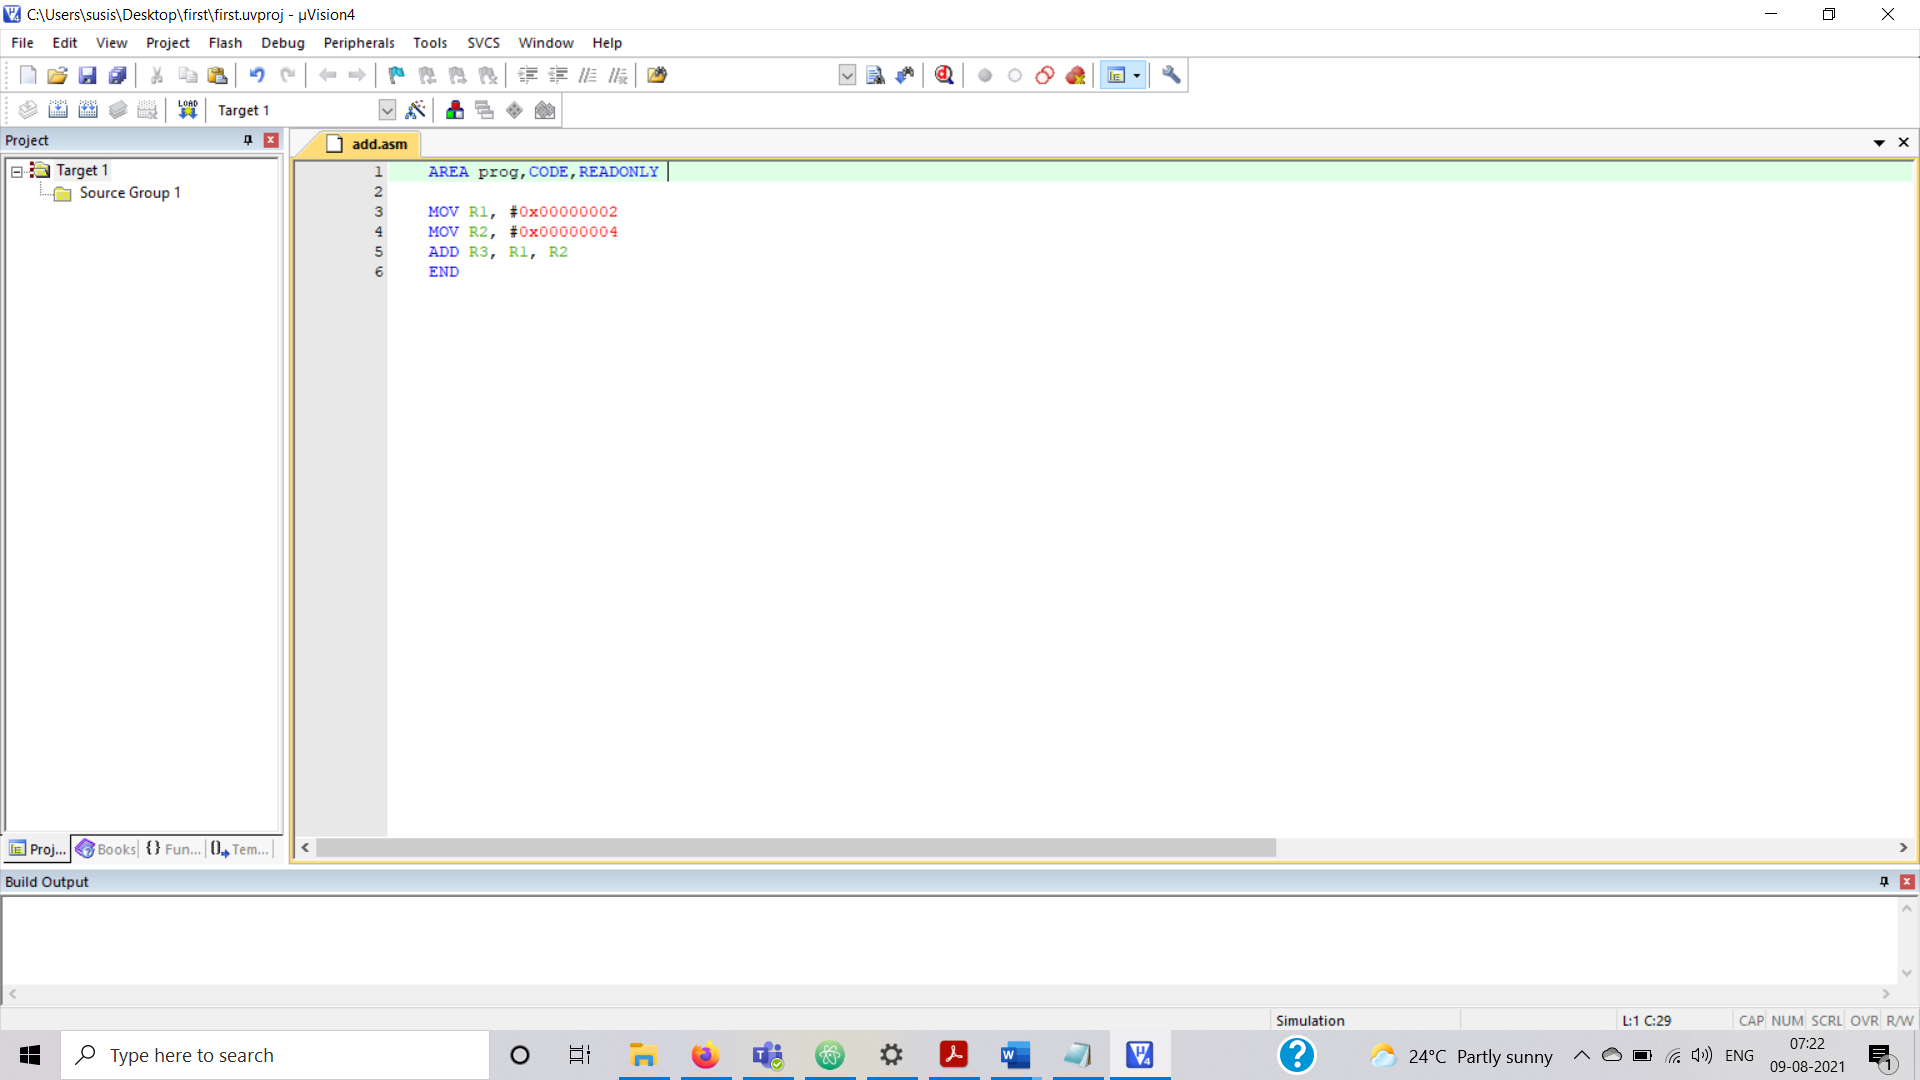 C:\Users\susis\Desktop\first\first.uvproj - µVision4
File Edit View Project Flash Debug Peripherals Tools SVCS Window Help
LOAD Target 1
Project
add.asm
Target 1
Source Group 1
1 AREA prog,CODE,READONLY
2
3 MOV R1, #0x00000002
4 MOV R2, #0x00000004
5 ADD R3, R1, R2
6 END
Proj... Books {} Fun... Tem...
Build Output
Simulation L:1 C:29 CAP NUM SCRL OVR R/W
Type here to search
24°C Partly sunny ENG
07:22
09-08-2021
1